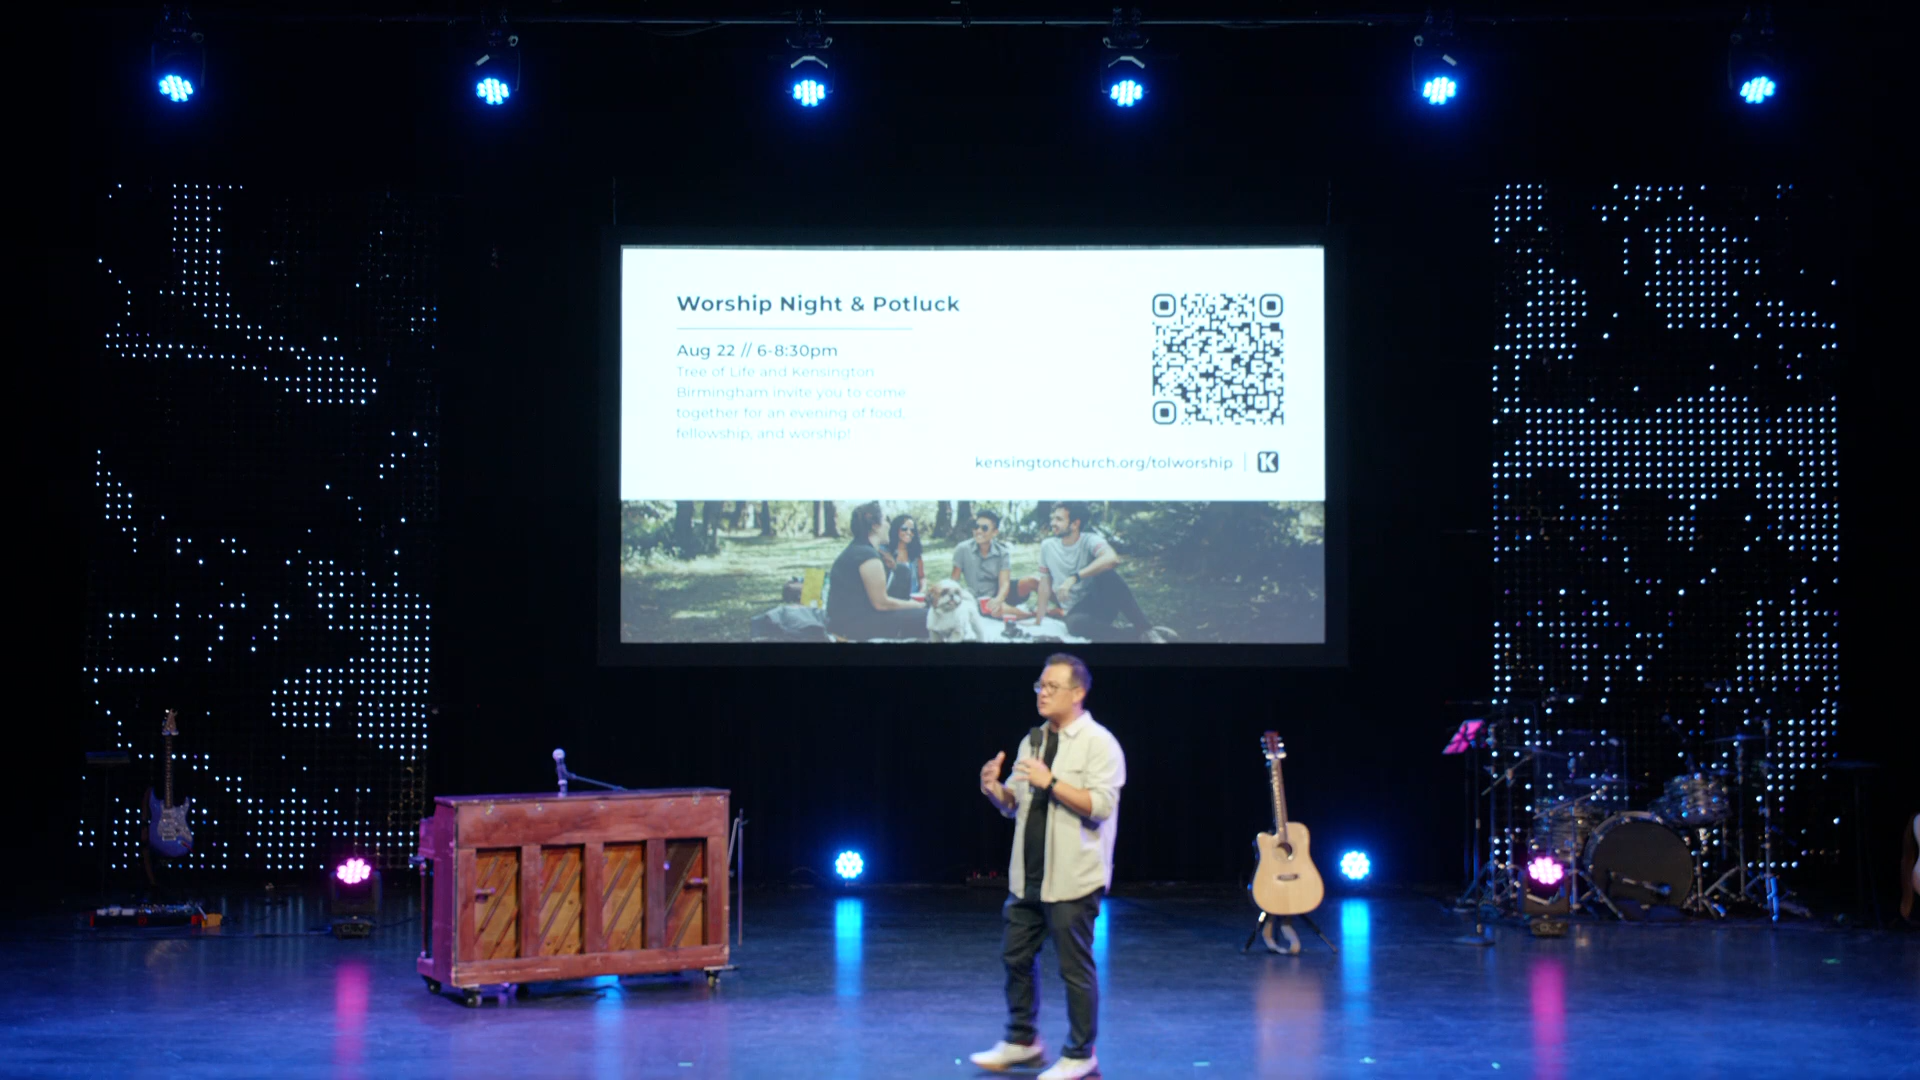 Worship Night & Potluck
Aug 22 // 6-8:30pm
Tree of Life and Kensington
Birmingham invite you to come
together for an evening of food,
fellowship, and worship!
kensingtonchurch.org/tolworship | K